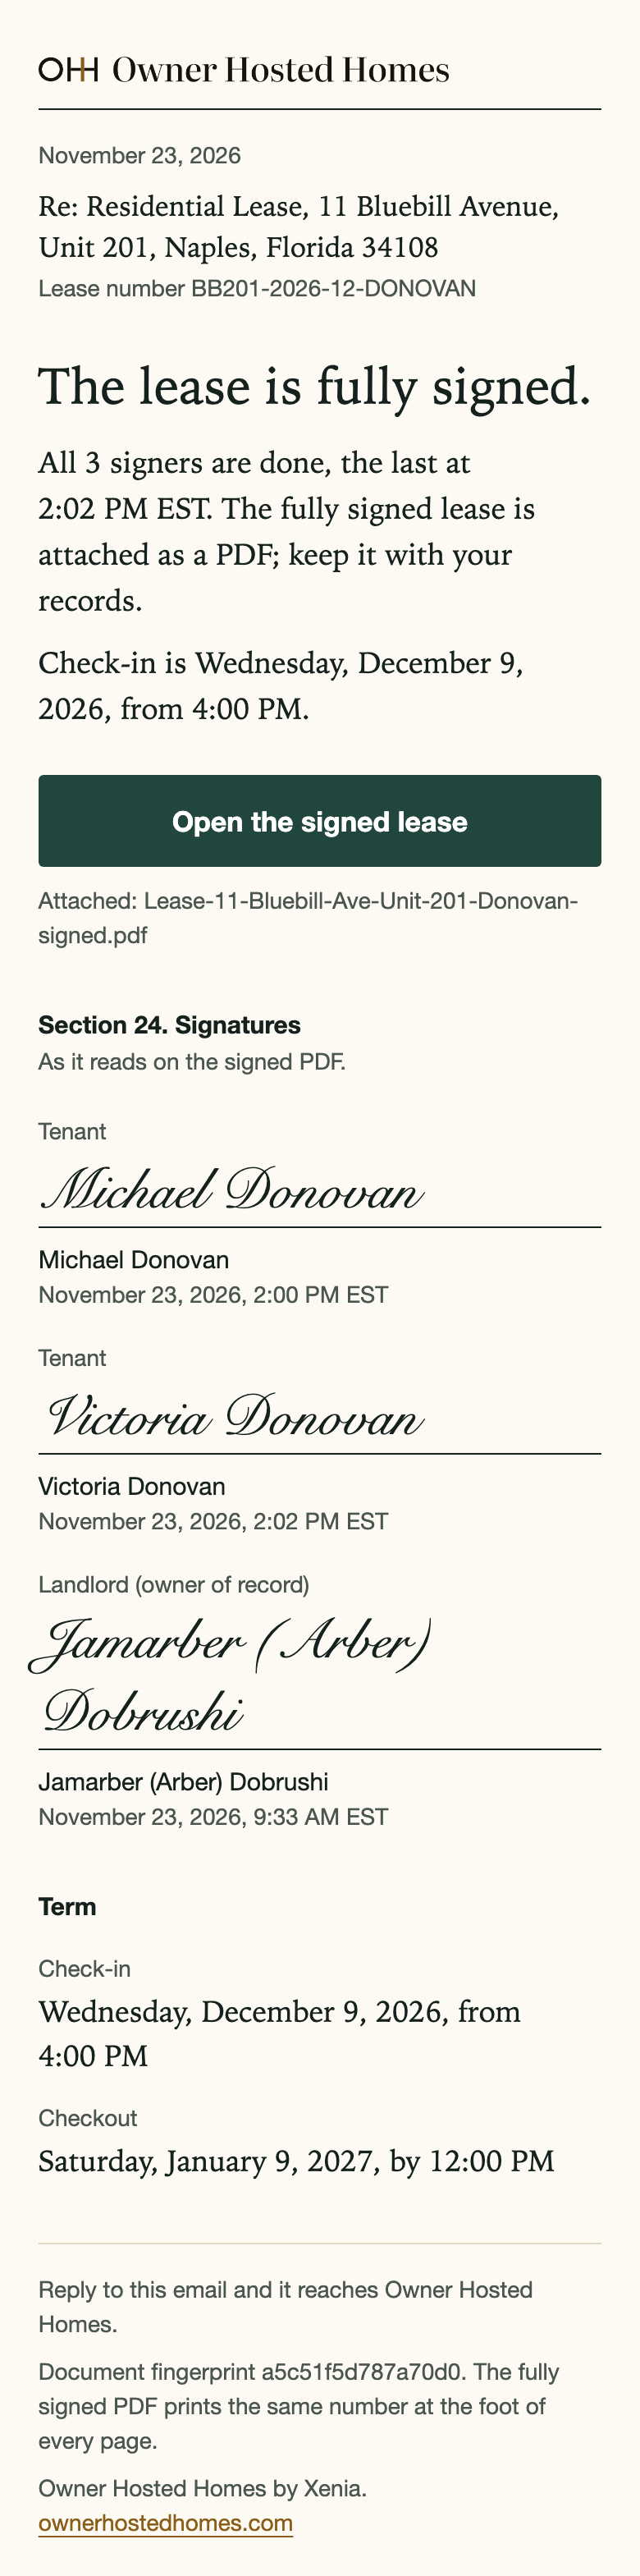 OHH Owner Hosted Homes
November 23, 2026
Re: Residential Lease, 11 Bluebill Avenue,
Unit 201, Naples, Florida 34108
Lease number BB201-2026-12-DONOVAN
The lease is fully signed.
All 3 signers are done, the last at
2:02 PM EST. The fully signed lease is
attached as a PDF; keep it with your
records.
Check-in is Wednesday, December 9,
2026, from 4:00 PM.
Open the signed lease
Attached: Lease-11-Bluebill-Ave-Unit-201-Donovan-
signed.pdf
Section 24. Signatures
As it reads on the signed PDF.
Tenant
Michael Donovan
Michael Donovan
November 23, 2026, 2:00 PM EST
Tenant
Victoria Donovan
Victoria Donovan
November 23, 2026, 2:02 PM EST
Landlord (owner of record)
Jamarber (Arber)
Dobrushi
Jamarber (Arber) Dobrushi
November 23, 2026, 9:33 AM EST
Term
Check-in
Wednesday, December 9, 2026, from
4:00 PM
Checkout
Saturday, January 9, 2027, by 12:00 PM
Reply to this email and it reaches Owner Hosted
Homes.
Document fingerprint a5c51f5d787a70d0. The fully
signed PDF prints the same number at the foot of
every page.
Owner Hosted Homes by Xenia.
ownerhostedhomes.com